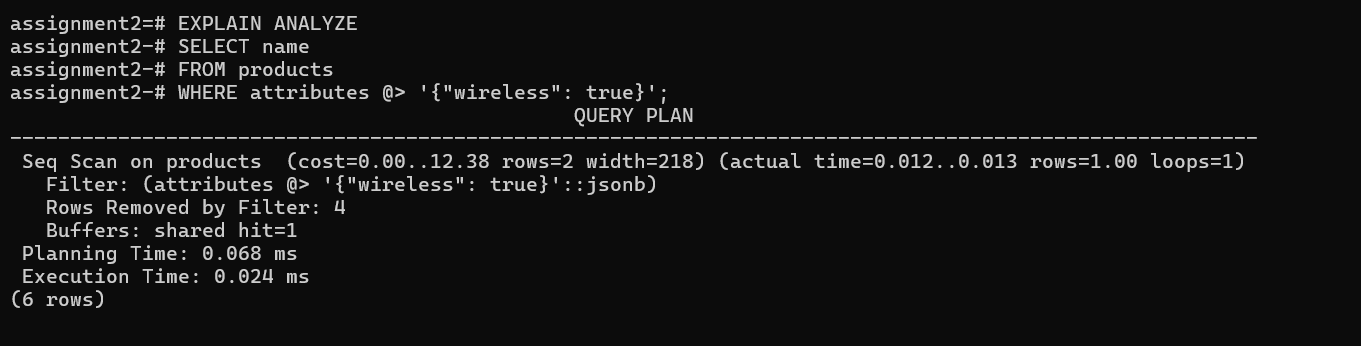 assignment2=# EXPLAIN ANALYZE
assignment2-# SELECT name
assignment2-# FROM products
assignment2-# WHERE attributes @> '{"wireless": true}';
QUERY PLAN
--------------------------------------------------------------------------------------------------------
Seq Scan on products  (cost=0.00..12.38 rows=2 width=218) (actual time=0.012..0.013 rows=1.00 loops=1)
Filter: (attributes @> '{"wireless": true}'::jsonb)
Rows Removed by Filter: 4
Buffers: shared hit=1
Planning Time: 0.068 ms
Execution Time: 0.024 ms
(6 rows)